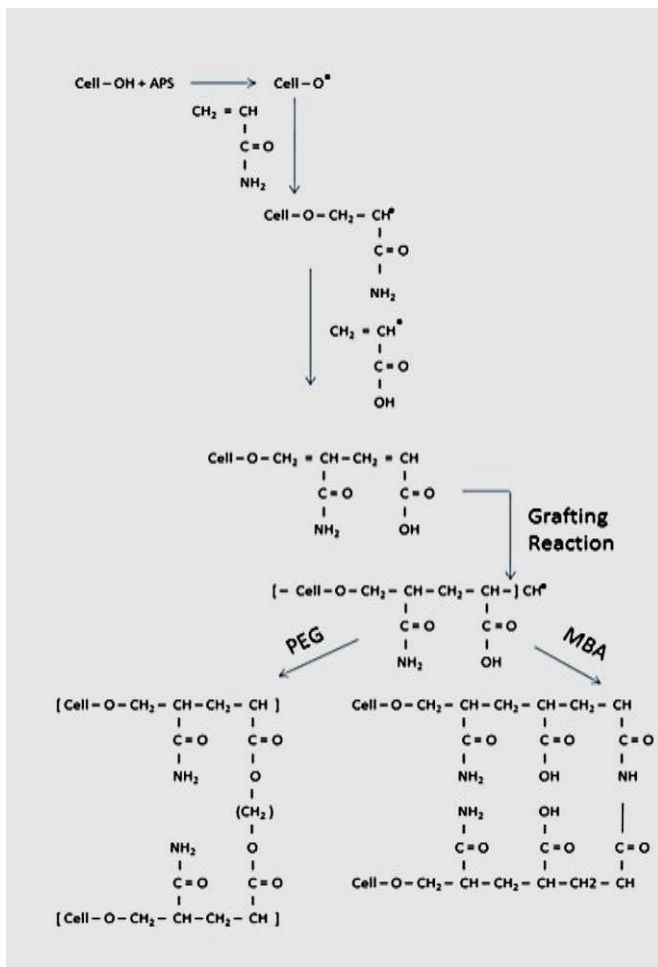 Cell – OH + APS Cell – O•
CH₂ = CH
C = O
NH₂
Cell – O – CH₂ – CH•
C = O
NH₂
CH₂ = CH•
C = O
OH
Cell – O – CH₂ = CH – CH₂ = CH
C = O C = O
NH₂ OH
Grafting
Reaction
[ – Cell – O – CH₂ – CH – CH₂ – CH – ] CH•
C = O C = O
NH₂ OH
PEG MBA
[ Cell – O – CH₂ – CH – CH₂ – CH ]
C = O C = O
NH₂ O
(CH₂)
NH₂ O
C = O C = O
[ Cell – O – CH₂ – CH – CH₂ – CH ]
Cell – O – CH₂ – CH – CH₂ – CH – CH₂ – CH
C = O C = O C = O
NH₂ OH NH
NH₂ OH
C = O C = O C = O
Cell – O – CH₂ – CH – CH₂ – CH – CH2 – CH